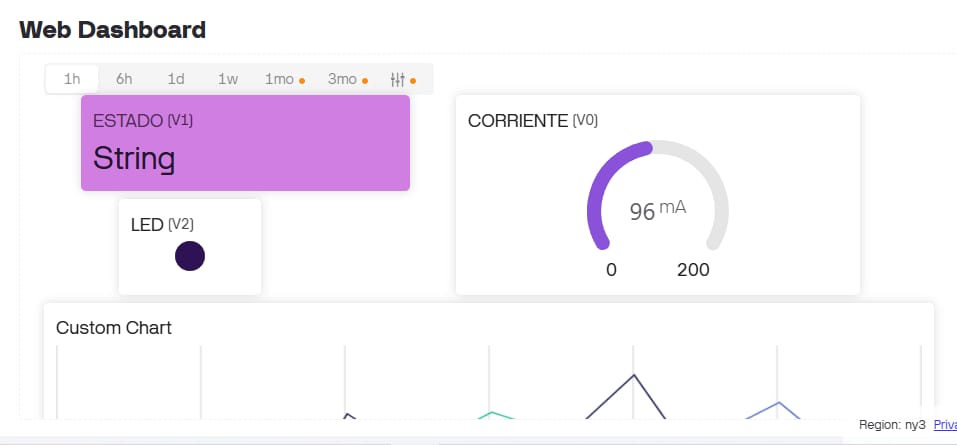 Web Dashboard
1h 6h 1d 1w 1mo 3mo
ESTADO (V1)
String
CORRIENTE (V0)
96 mA
0 200
LED (V2)
Custom Chart
Region: ny3 Priva